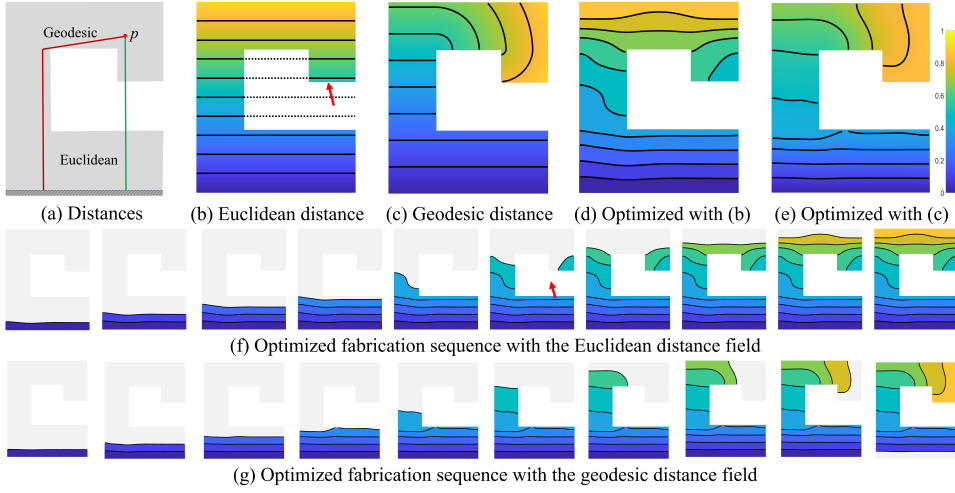 Geodesic
p
Euclidean
1
0.8
0.6
0.4
0.2
0
(a) Distances
(b) Euclidean distance
(c) Geodesic distance
(d) Optimized with (b)
(e) Optimized with (c)
(f) Optimized fabrication sequence with the Euclidean distance field
(g) Optimized fabrication sequence with the geodesic distance field